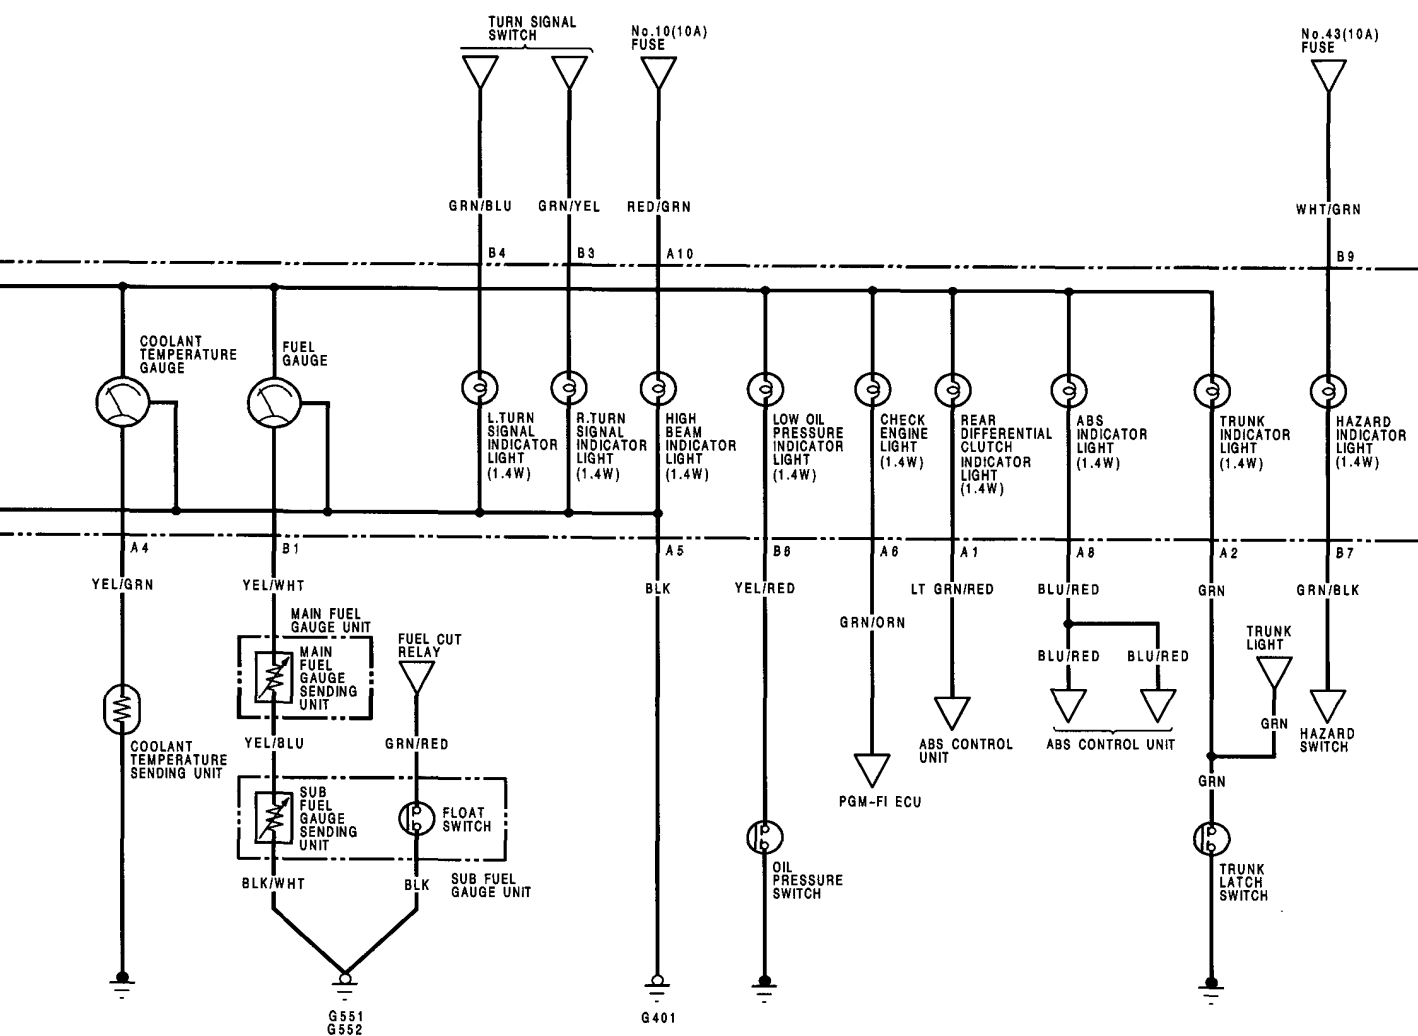 TURN SIGNAL
SWITCH
No.10(10A)
FUSE
No.43(10A)
FUSE
GRN/BLU
GRN/YEL
RED/GRN
WHT/GRN
B4
B3
A10
B9
COOLANT
TEMPERATURE
GAUGE
FUEL
GAUGE
L.TURN
SIGNAL
INDICATOR
LIGHT
(1.4W)
R.TURN
SIGNAL
INDICATOR
LIGHT
(1.4W)
HIGH
BEAM
INDICATOR
LIGHT
(1.4W)
LOW OIL
PRESSURE
INDICATOR
LIGHT
(1.4W)
CHECK
ENGINE
LIGHT
(1.4W)
REAR
DIFFERENTIAL
CLUTCH
INDICATOR
LIGHT
(1.4W)
ABS
INDICATOR
LIGHT
(1.4W)
TRUNK
INDICATOR
LIGHT
(1.4W)
HAZARD
INDICATOR
LIGHT
(1.4W)
A4
B1
A5
B6
A6
A1
A8
A2
B7
YEL/GRN
YEL/WHT
BLK
YEL/RED
GRN/ORN
LT GRN/RED
BLU/RED
GRN
GRN/BLK
MAIN FUEL
GAUGE UNIT
MAIN
FUEL
GAUGE
SENDING
UNIT
FUEL CUT
RELAY
BLU/RED
BLU/RED
TRUNK
LIGHT
GRN
COOLANT
TEMPERATURE
SENDING UNIT
YEL/BLU
GRN/RED
ABS CONTROL
UNIT
ABS CONTROL UNIT
HAZARD
SWITCH
GRN
PGM-FI ECU
SUB
FUEL
GAUGE
SENDING
UNIT
FLOAT
SWITCH
BLK/WHT
BLK
SUB FUEL
GAUGE UNIT
OIL
PRESSURE
SWITCH
TRUNK
LATCH
SWITCH
G551
G552
G401